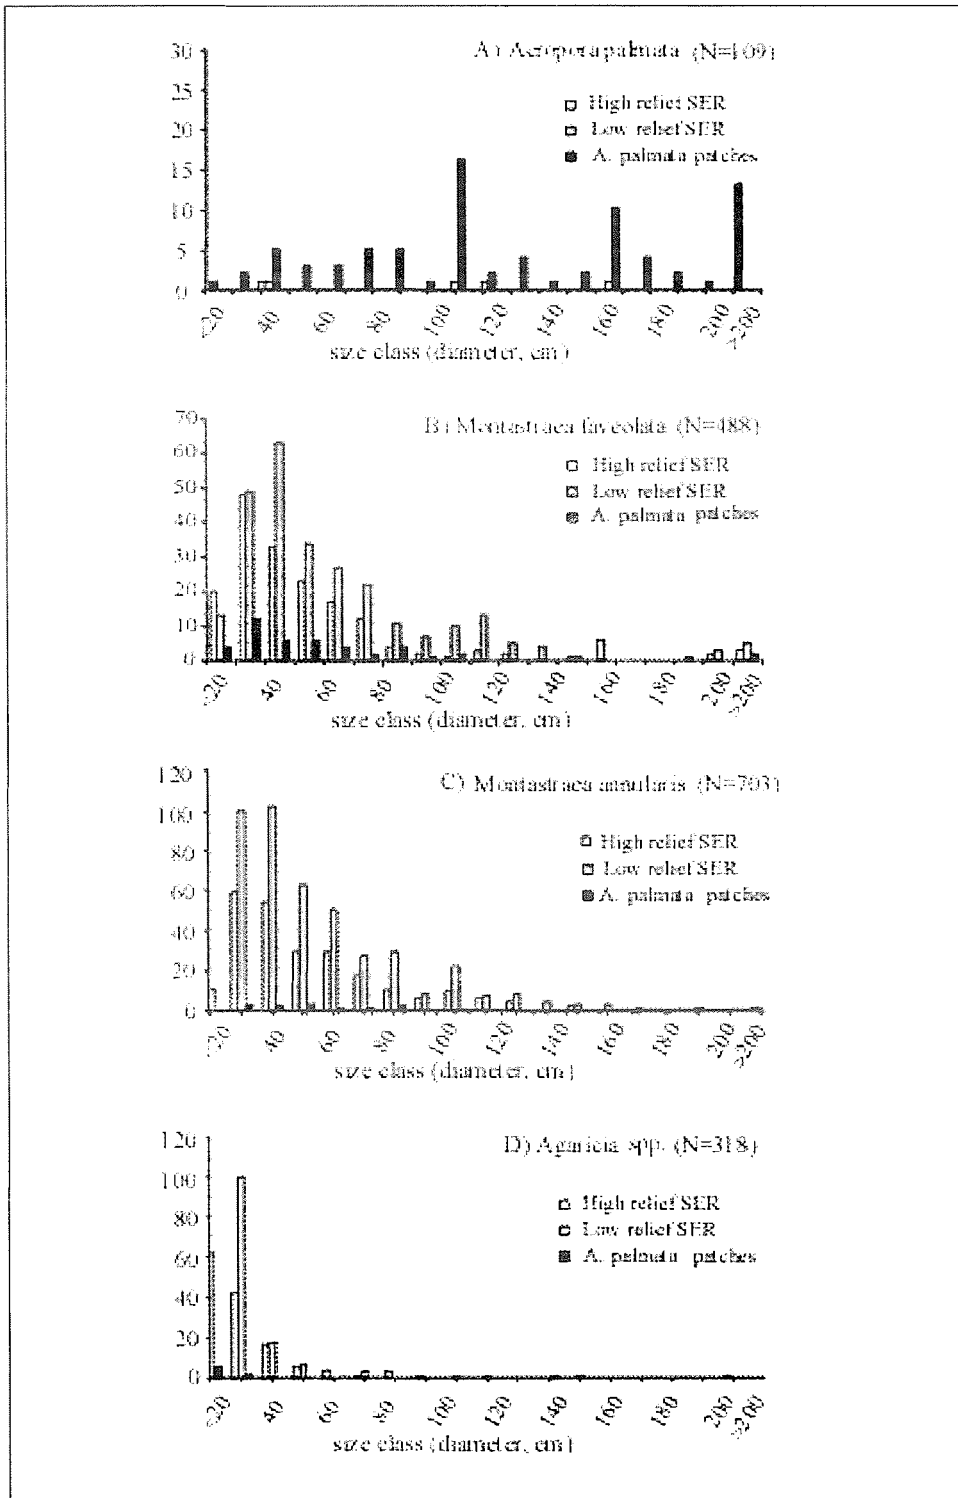 A) Acropora palmata (N=109)
30
25
20
15
10
5
0
High relief SER
Low relief SER
A. palmata patches
20 40 60 80 100 120 140 160 180 200 >200
size class (diameter, cm)
B) Montastraea faveolata (N=488)
70
60
50
40
30
20
10
0
High relief SER
Low relief SER
A. palmata patches
20 40 60 80 100 120 140 160 180 200 >200
size class (diameter, cm)
C) Montastraea annularis (N=703)
120
100
80
60
40
20
0
High relief SER
Low relief SER
A. palmata patches
20 40 60 80 100 120 140 160 180 200 >200
size class (diameter, cm)
D) Agaricia spp. (N=318)
120
100
80
60
40
20
0
High relief SER
Low relief SER
A. palmata patches
20 40 60 80 100 120 140 160 180 200 >200
size class (diameter, cm)